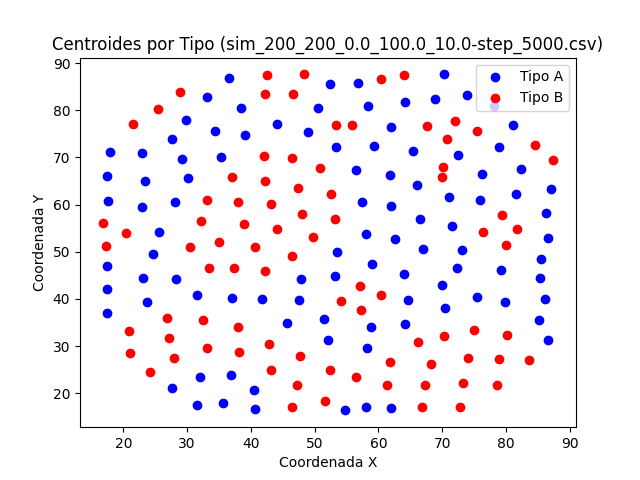 Centroides por Tipo (sim_200_200_0.0_100.0_10.0-step_5000.csv)
Tipo A
Tipo B
90
80
70
60
50
40
30
20
Coordenada Y
20 30 40 50 60 70 80 90
Coordenada X